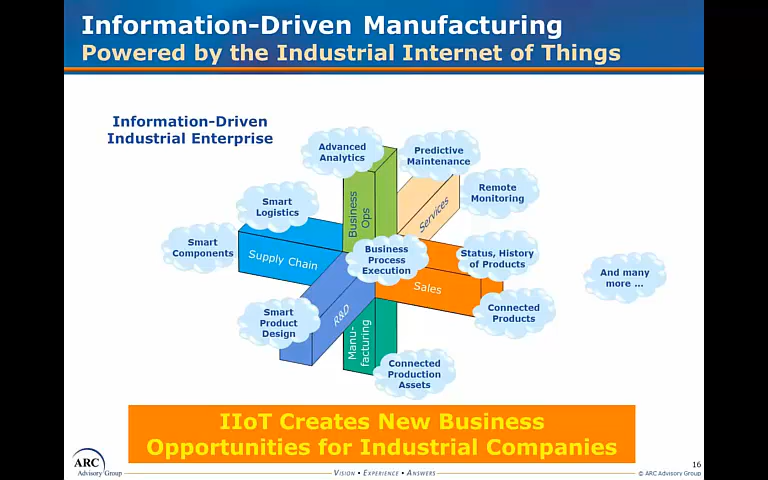 Information-Driven Manufacturing
Powered by the Industrial Internet of Things
Information-Driven
Industrial Enterprise
Advanced
Analytics
Predictive
Maintenance
Remote
Monitoring
Smart
Logistics
Smart
Components
Supply Chain
Business
Ops
Services
Business
Process
Execution
Status, History
of Products
Sales
And many
more ...
Connected
Products
Smart
Product
Design
R&D
Manu-
facturing
Connected
Production
Assets
IIoT Creates New Business
Opportunities for Industrial Companies
ARC
Advisory Group
VISION • EXPERIENCE • ANSWERS
16
© ARC Advisory Group